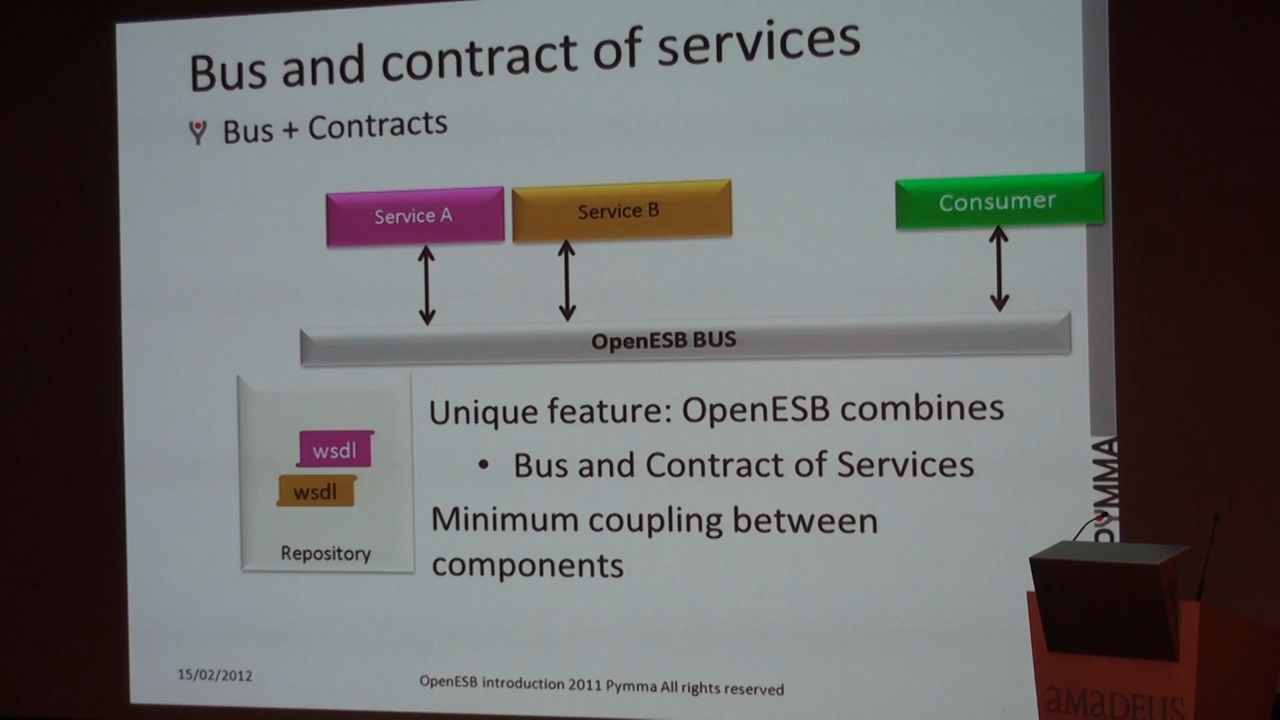 Bus and contract of services
Bus + Contracts
Service A
Service B
Consumer
OpenESB BUS
wsdl
wsdl
Repository
Unique feature: OpenESB combines
• Bus and Contract of Services
Minimum coupling between
components
PYMMA
15/02/2012
OpenESB introduction 2011 Pymma All rights reserved
amadeus